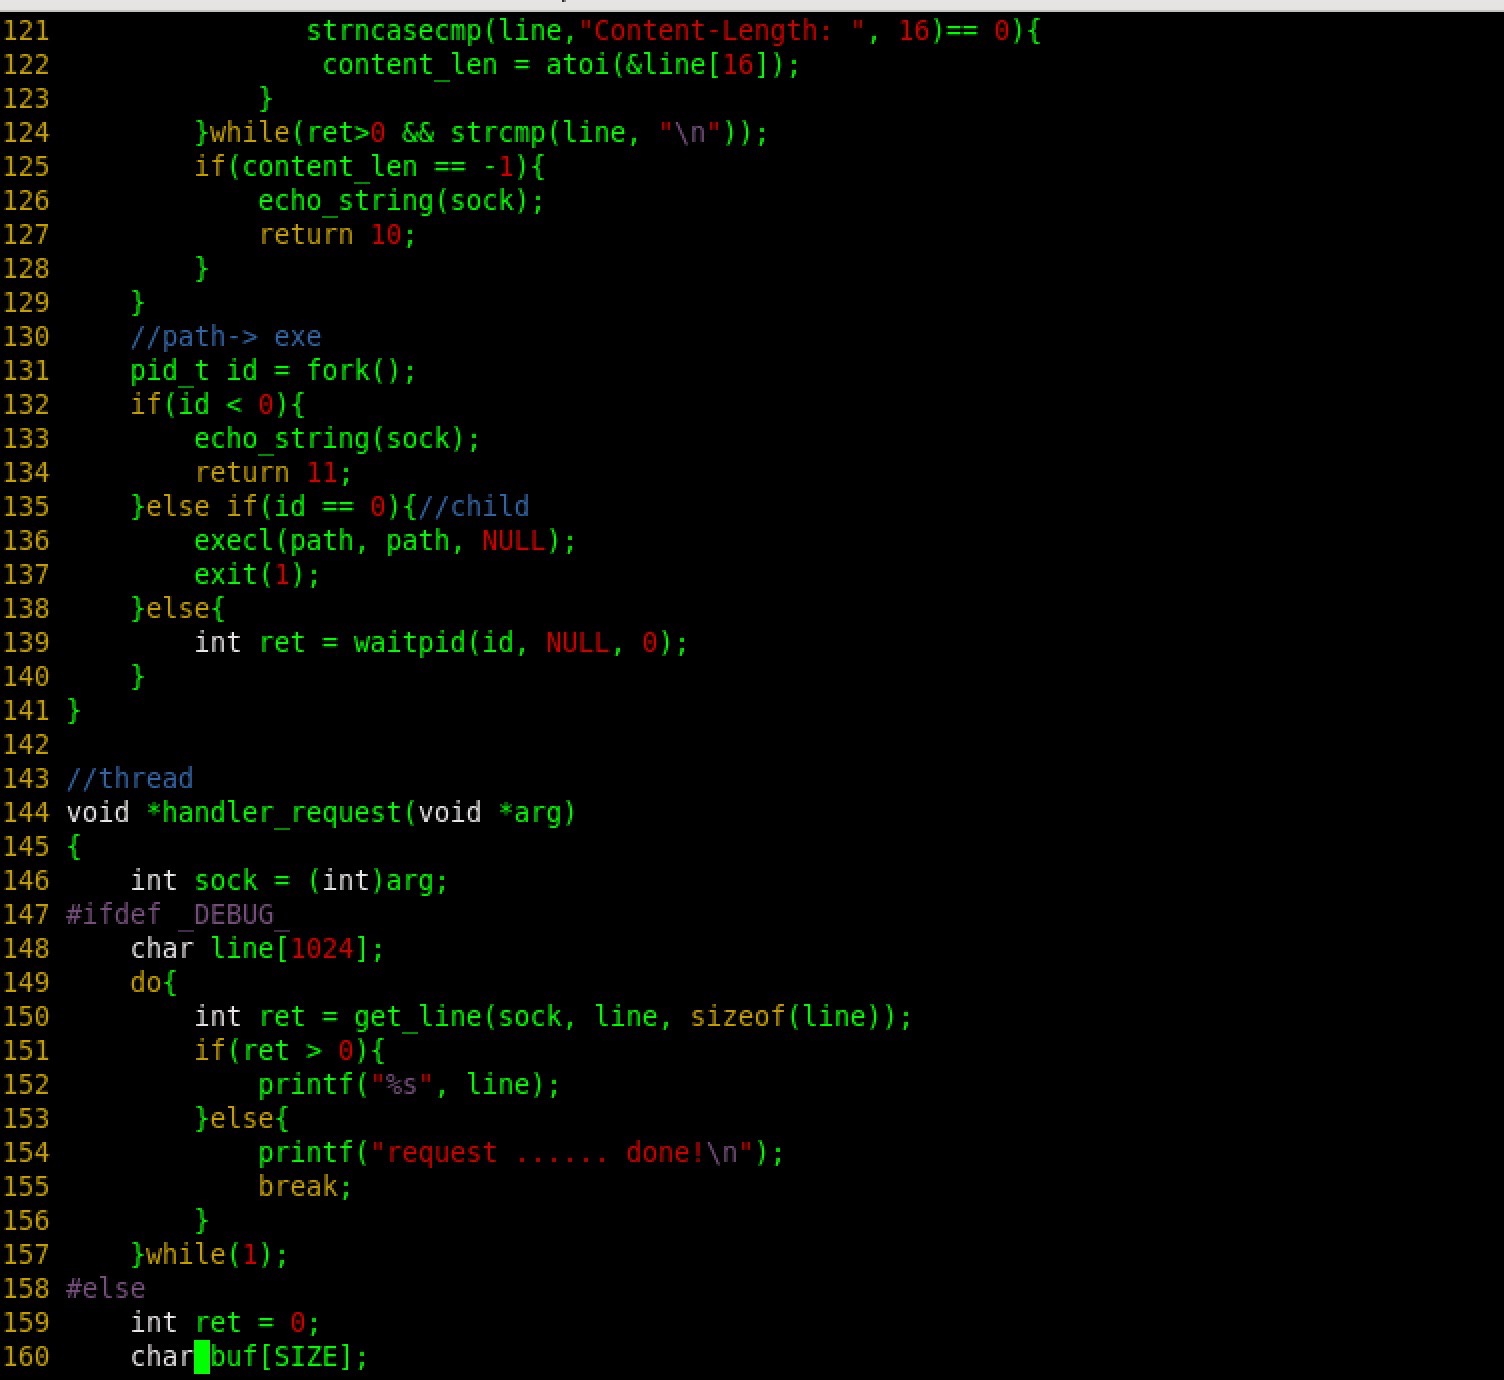 121                 strncasecmp(line,"Content-Length: ", 16)== 0){
122                  content_len = atoi(&line[16]);
123             }
124         }while(ret>0 && strcmp(line, "\n"));
125         if(content_len == -1){
126             echo_string(sock);
127             return 10;
128         }
129     }
130     //path-> exe
131     pid_t id = fork();
132     if(id < 0){
133         echo_string(sock);
134         return 11;
135     }else if(id == 0){//child
136         execl(path, path, NULL);
137         exit(1);
138     }else{
139         int ret = waitpid(id, NULL, 0);
140     }
141 }
142
143 //thread
144 void *handler_request(void *arg)
145 {
146     int sock = (int)arg;
147 #ifdef _DEBUG_
148     char line[1024];
149     do{
150         int ret = get_line(sock, line, sizeof(line));
151         if(ret > 0){
152             printf("%s", line);
153         }else{
154             printf("request ...... done!\n");
155             break;
156         }
157     }while(1);
158 #else
159     int ret = 0;
160     char buf[SIZE];